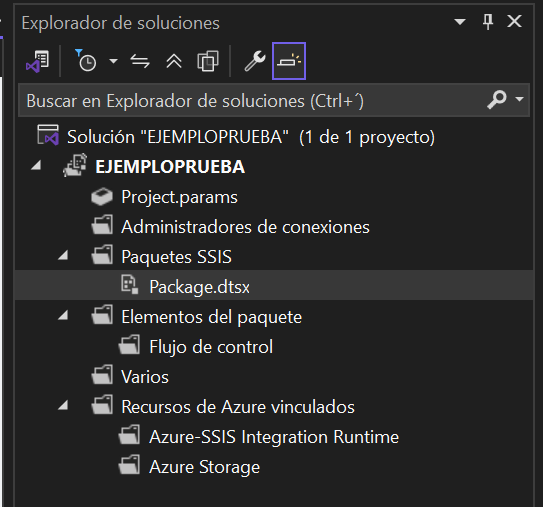 Explorador de soluciones
Buscar en Explorador de soluciones (Ctrl+´)
Solución "EJEMPLOPRUEBA" (1 de 1 proyecto)
EJEMPLOPRUEBA
Project.params
Administradores de conexiones
Paquetes SSIS
Package.dtsx
Elementos del paquete
Flujo de control
Varios
Recursos de Azure vinculados
Azure-SSIS Integration Runtime
Azure Storage